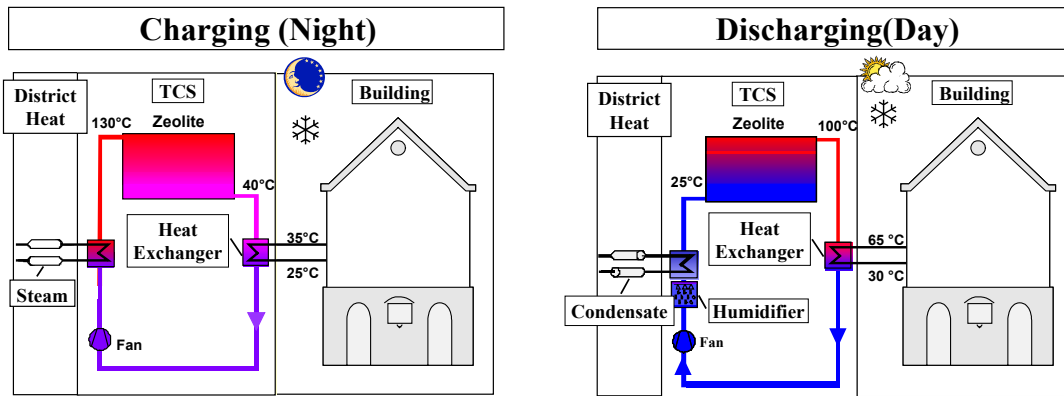 Charging (Night)
District
Heat
TCS
Zeolite
Building
130°C
40°C
Heat
Exchanger
35°C
25°C
Steam
Fan
Discharging(Day)
District
Heat
TCS
Zeolite
Building
100°C
25°C
Heat
Exchanger
65 °C
30 °C
Condensate
Humidifier
Fan